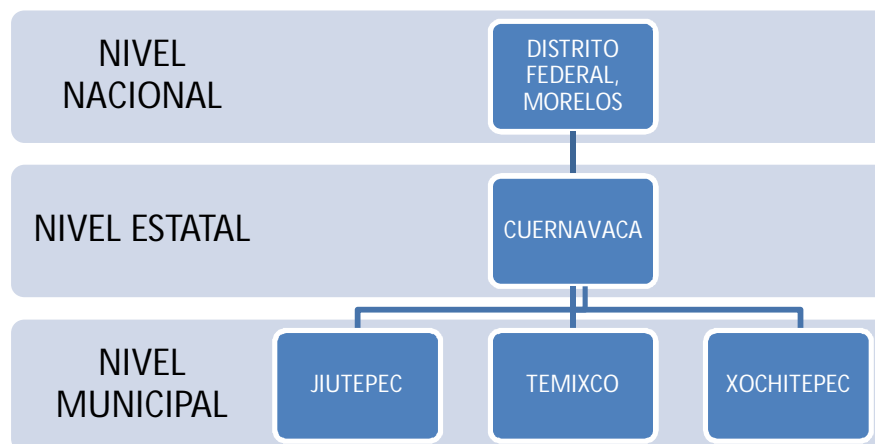 NIVEL
NACIONAL
DISTRITO
FEDERAL,
MORELOS
NIVEL ESTATAL
CUERNAVACA
NIVEL
MUNICIPAL
JIUTEPEC
TEMIXCO
XOCHITEPEC